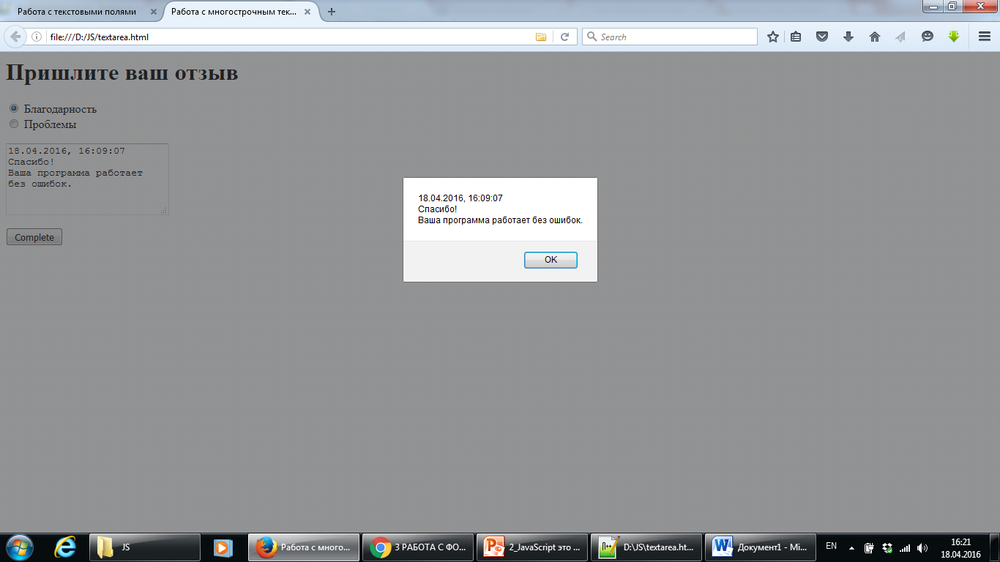 Работа с текстовыми полями
Работа с многострочным тек...
file:///D:/JS/textarea.html
Search
Пришлите ваш отзыв
Благодарность
Проблемы
18.04.2016, 16:09:07
Спасибо!
Ваша программа работает
без ошибок.
Complete
18.04.2016, 16:09:07
Спасибо!
Ваша программа работает без ошибок.
OK
JS
Работа с много...
3 РАБОТА С ФО...
2_JavaScript это ...
D:\JS\textarea.ht...
Документ1 - Mi...
EN
16:21
18.04.2016